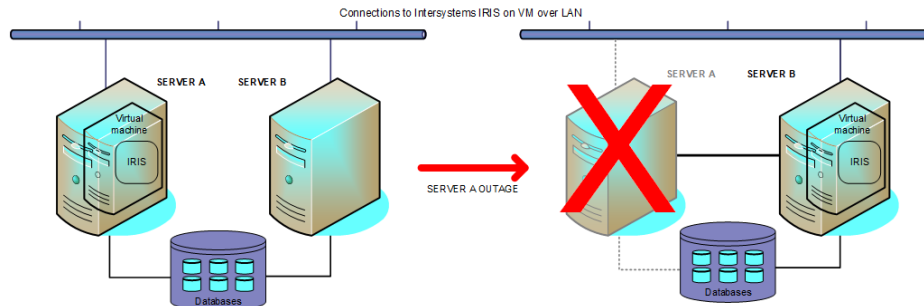 Connections to Intersystems IRIS on VM over LAN
SERVER A
SERVER B
Virtual
machine
IRIS
Databases
SERVER A OUTAGE
SERVER A
SERVER B
Virtual
machine
IRIS
Databases